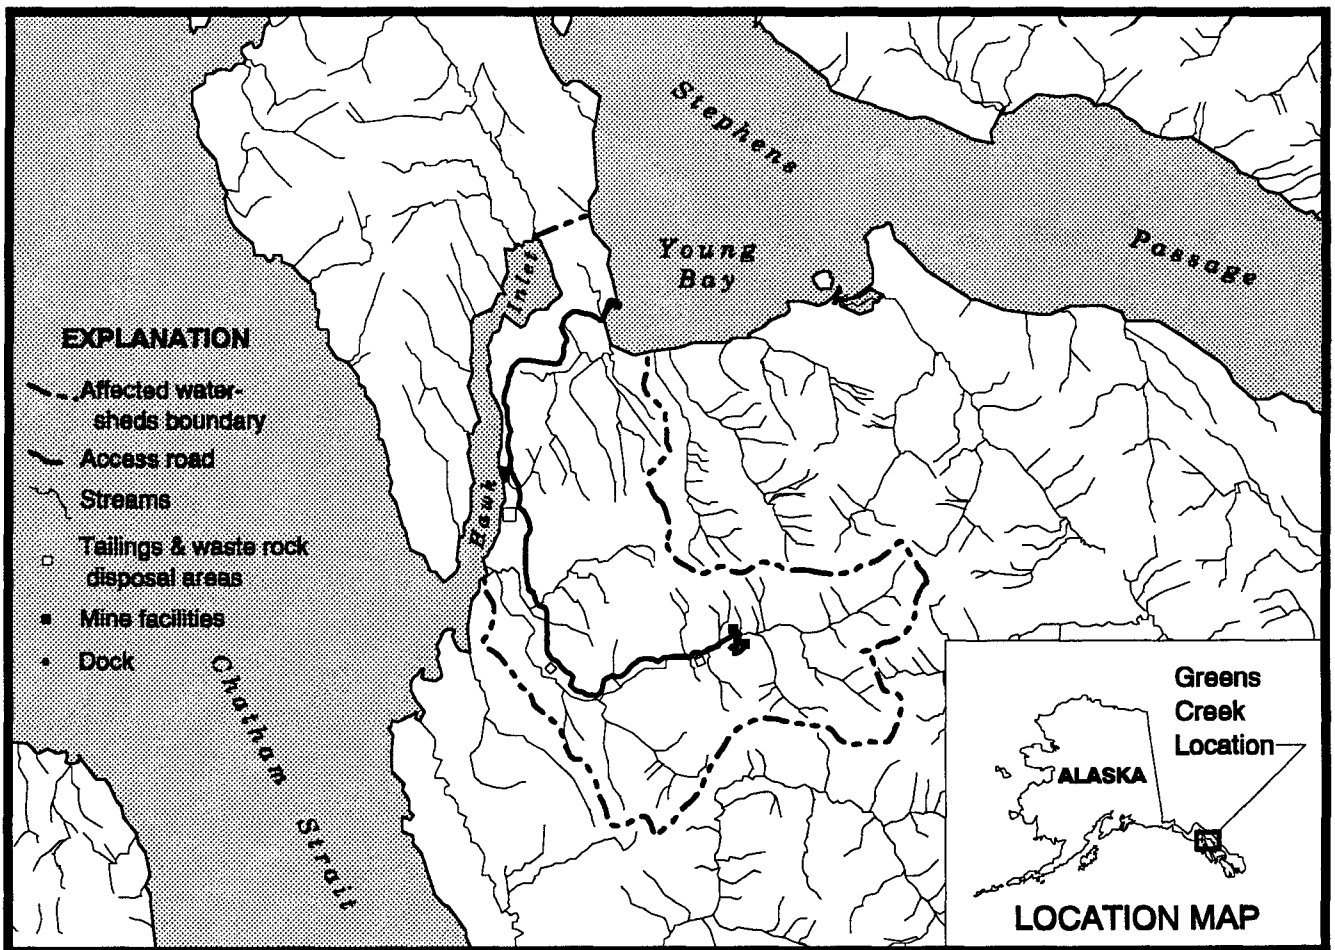 Stephens
Passage
Young
Bay
Inlet
Hawk
EXPLANATION
Affected water-
sheds boundary
Access road
Streams
Tailings & waste rock
disposal areas
Mine facilities
Dock
Chatham
Strait
Greens
Creek
Location
ALASKA
LOCATION MAP